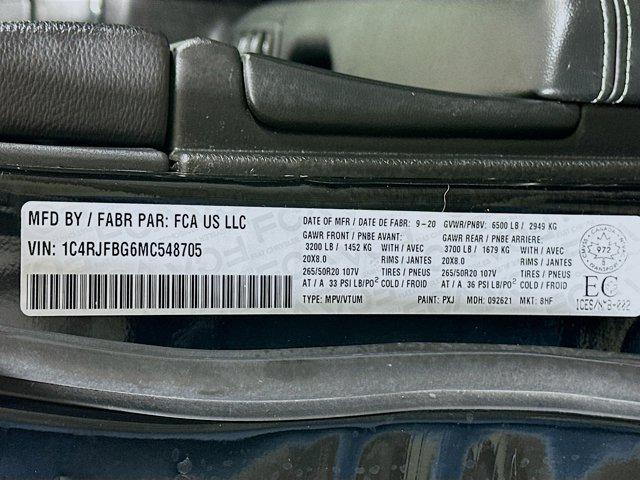 MFD BY / FABR PAR: FCA US LLC
VIN: 1C4RJFBG6MC548705
DATE OF MFR / DATE DE FABR: 9-20 GVWR/PNBV: 6500 LB / 2949 KG
GAWR FRONT / PNBE AVANT: GAWR REAR / PNBE ARRIERE:
3200 LB / 1452 KG WITH / AVEC 3700 LB / 1679 KG WITH / AVEC
20X8.0 RIMS / JANTES 20X8.0 RIMS / JANTES
265/50R20 107V TIRES / PNEUS 265/50R20 107V TIRES / PNEUS
AT / A 33 PSI LB/PO² COLD / FROID AT / A 36 PSI LB/PO² COLD / FROID
TYPE: MPV/VTUM PAINT: PXJ MDH: 092621 MKT: 8HF
CANADA
972
TRANSPORT
EC